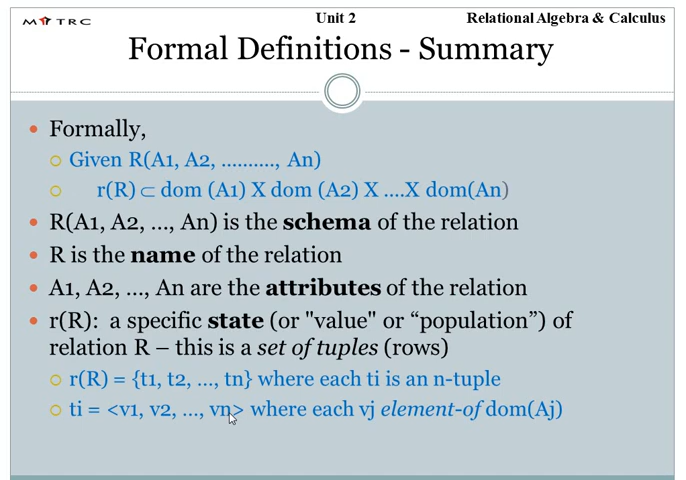 MYTRC
Unit 2
Relational Algebra & Calculus
Formal Definitions - Summary
Formally,
Given R(A1, A2, .........., An)
r(R) ⊂ dom (A1) X dom (A2) X ....X dom(An)
R(A1, A2, ..., An) is the schema of the relation
R is the name of the relation
A1, A2, ..., An are the attributes of the relation
r(R): a specific state (or "value" or “population”) of
relation R – this is a set of tuples (rows)
r(R) = {t1, t2, ..., tn} where each ti is an n-tuple
ti = <v1, v2, ..., vn> where each vj element-of dom(Aj)